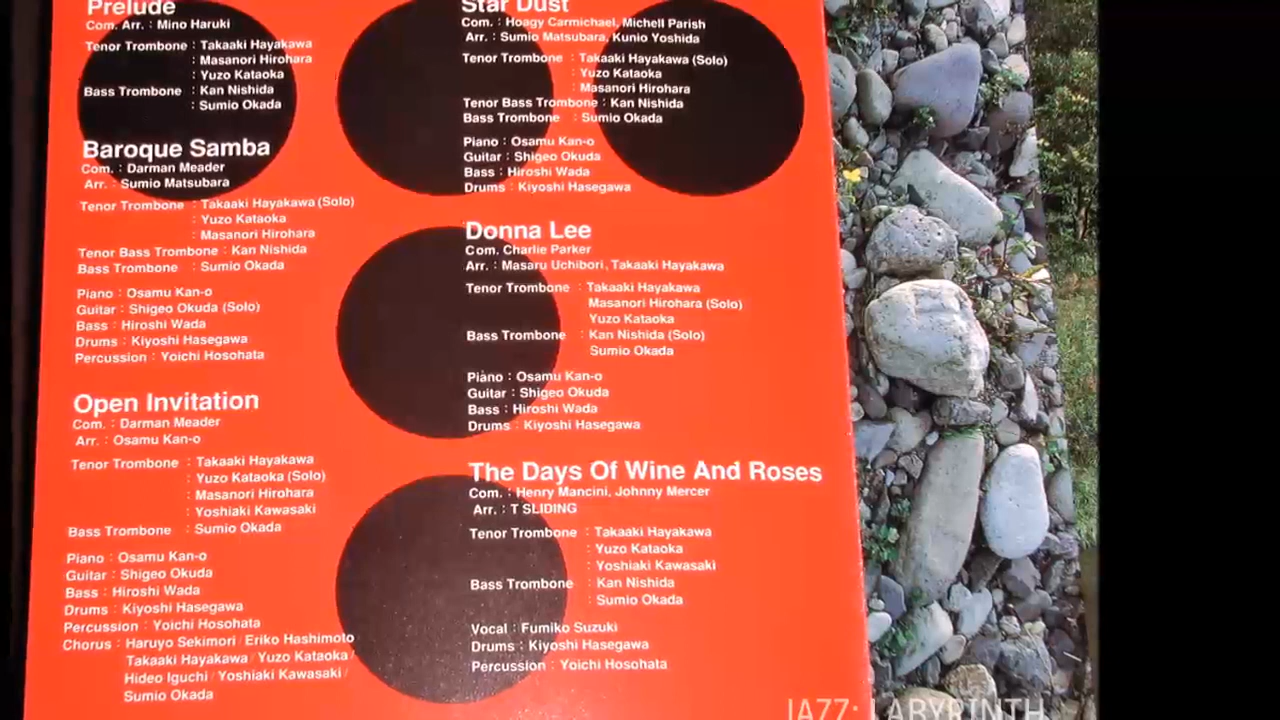 Prelude
Com. Arr. : Mino Haruki
Tenor Trombone : Takaaki Hayakawa
: Masanori Hirohara
: Yuzo Kataoka
Bass Trombone : Kan Nishida
: Sumio Okada
Baroque Samba
Com. : Darman Meader
Arr. : Sumio Matsubara
Tenor Trombone : Takaaki Hayakawa (Solo)
: Yuzo Kataoka
: Masanori Hirohara
Tenor Bass Trombone : Kan Nishida
Bass Trombone : Sumio Okada
Piano : Osamu Kan-o
Guitar : Shigeo Okuda (Solo)
Bass : Hiroshi Wada
Drums : Kiyoshi Hasegawa
Percussion : Yoichi Hosohata
Open Invitation
Com. : Darman Meader
Arr. : Osamu Kan-o
Tenor Trombone : Takaaki Hayakawa
: Yuzo Kataoka (Solo)
: Masanori Hirohara
: Yoshiaki Kawasaki
Bass Trombone : Sumio Okada
Piano : Osamu Kan-o
Guitar : Shigeo Okuda
Bass : Hiroshi Wada
Drums : Kiyoshi Hasegawa
Percussion : Yoichi Hosohata
Chorus : Haruyo Sekimori / Eriko Hashimoto
Takaaki Hayakawa / Yuzo Kataoka /
Hideo Iguchi / Yoshiaki Kawasaki /
Sumio Okada
Star Dust
Com. : Hoagy Carmichael, Michell Parish
Arr. : Sumio Matsubara, Kunio Yoshida
Tenor Trombone : Takaaki Hayakawa (Solo)
: Yuzo Kataoka
: Masanori Hirohara
Tenor Bass Trombone : Kan Nishida
Bass Trombone : Sumio Okada
Piano : Osamu Kan-o
Guitar : Shigeo Okuda
Bass : Hiroshi Wada
Drums : Kiyoshi Hasegawa
Donna Lee
Com. Charlie Parker
Arr. : Masaru Uchibori, Takaaki Hayakawa
Tenor Trombone : Takaaki Hayakawa
Masanori Hirohara (Solo)
Yuzo Kataoka
Bass Trombone : Kan Nishida (Solo)
Sumio Okada
Piano : Osamu Kan-o
Guitar : Shigeo Okuda
Bass : Hiroshi Wada
Drums : Kiyoshi Hasegawa
The Days Of Wine And Roses
Com. : Henry Mancini, Johnny Mercer
Arr. : T SLIDING
Tenor Trombone : Takaaki Hayakawa
: Yuzo Kataoka
: Yoshiaki Kawasaki
Bass Trombone : Kan Nishida
: Sumio Okada
Vocal : Fumiko Suzuki
Drums : Kiyoshi Hasegawa
Percussion : Yoichi Hosohata
JAZZ: LABYRINTH